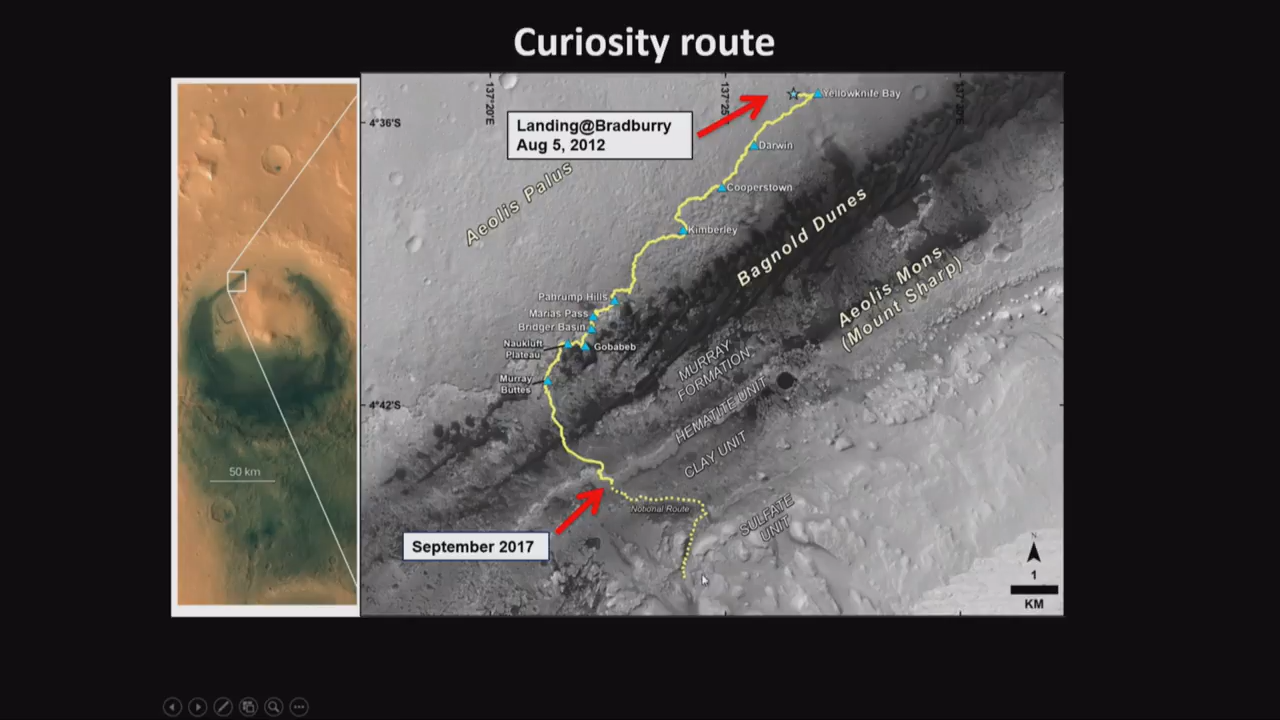 Curiosity route
137°20'E
137°25'
137°30'E
4°36'S
4°42'S
Landing@Bradburry
Aug 5, 2012
Yellowknife Bay
Darwin
Cooperstown
Kimberley
Aeolis Palus
Bagnold Dunes
Aeolis Mons
(Mount Sharp)
Pahrump Hills
Marias Pass
Bridger Basin
Naukluft
Plateau
Gobabeb
Murray
Buttes
MURRAY
FORMATION
HEMATITE UNIT
CLAY UNIT
SULFATE
UNIT
50 km
Notional Route
September 2017
N
1
KM